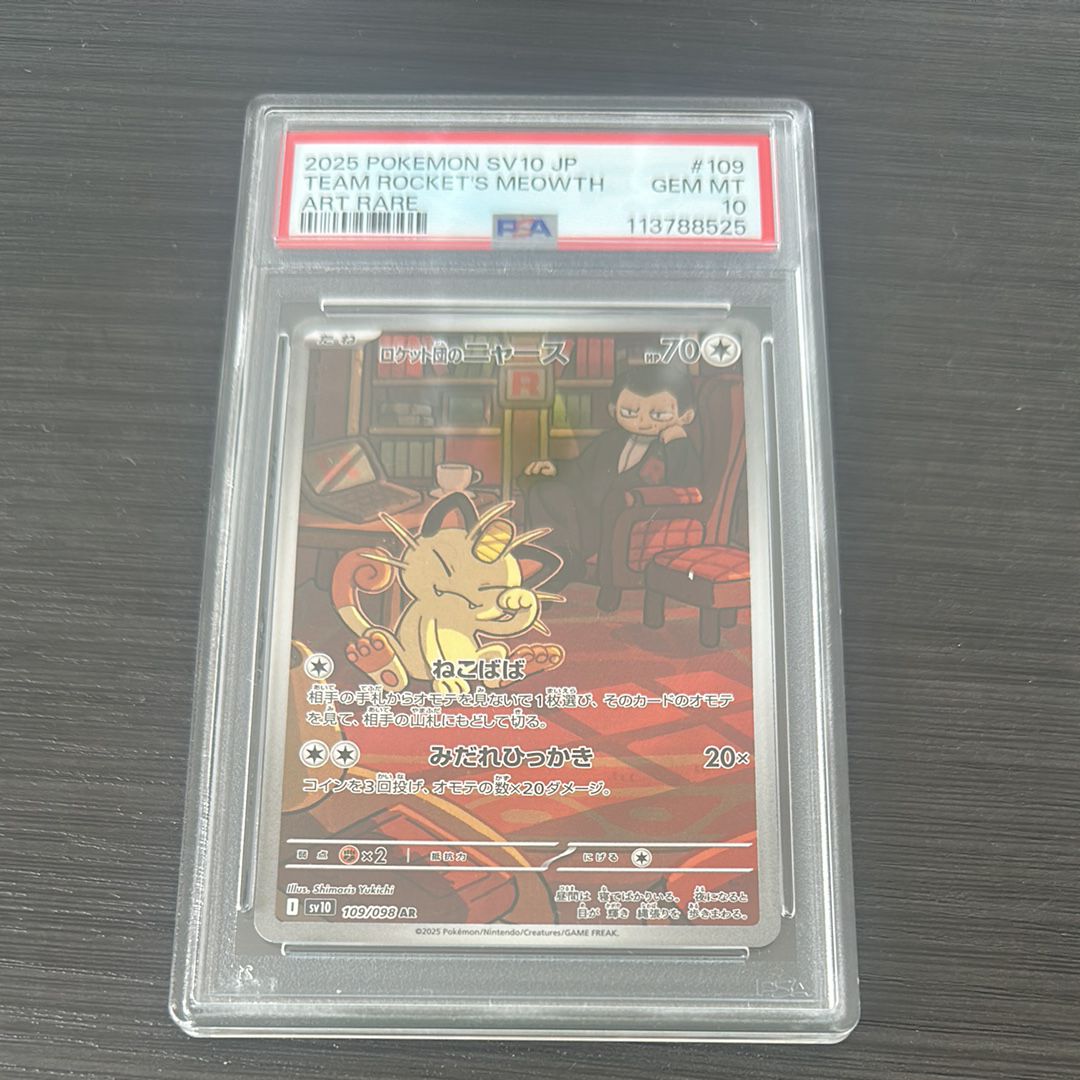 2025 POKEMON SV10 JP #109
TEAM ROCKET'S MEOWTH GEM MT
ART RARE 10
PSA 113788525
たね ロケット団のニャース HP70
R
ねこばば
相手の手札からオモテを見ないで1枚選び、そのカードのオモテ
を見て、相手の山札にもどして切る。
みだれひっかき 20×
コインを3回投げ、オモテの数×20ダメージ。
弱点 ×2 抵抗力 にげる
Illus. Shimaris Yukichi
昼間は 寝てばかりいる。 夜になると
I sv10 109/098 AR
目が 輝き 縄張りを 歩きまわる。
©2025 Pokémon/Nintendo/Creatures/GAME FREAK.
PSA